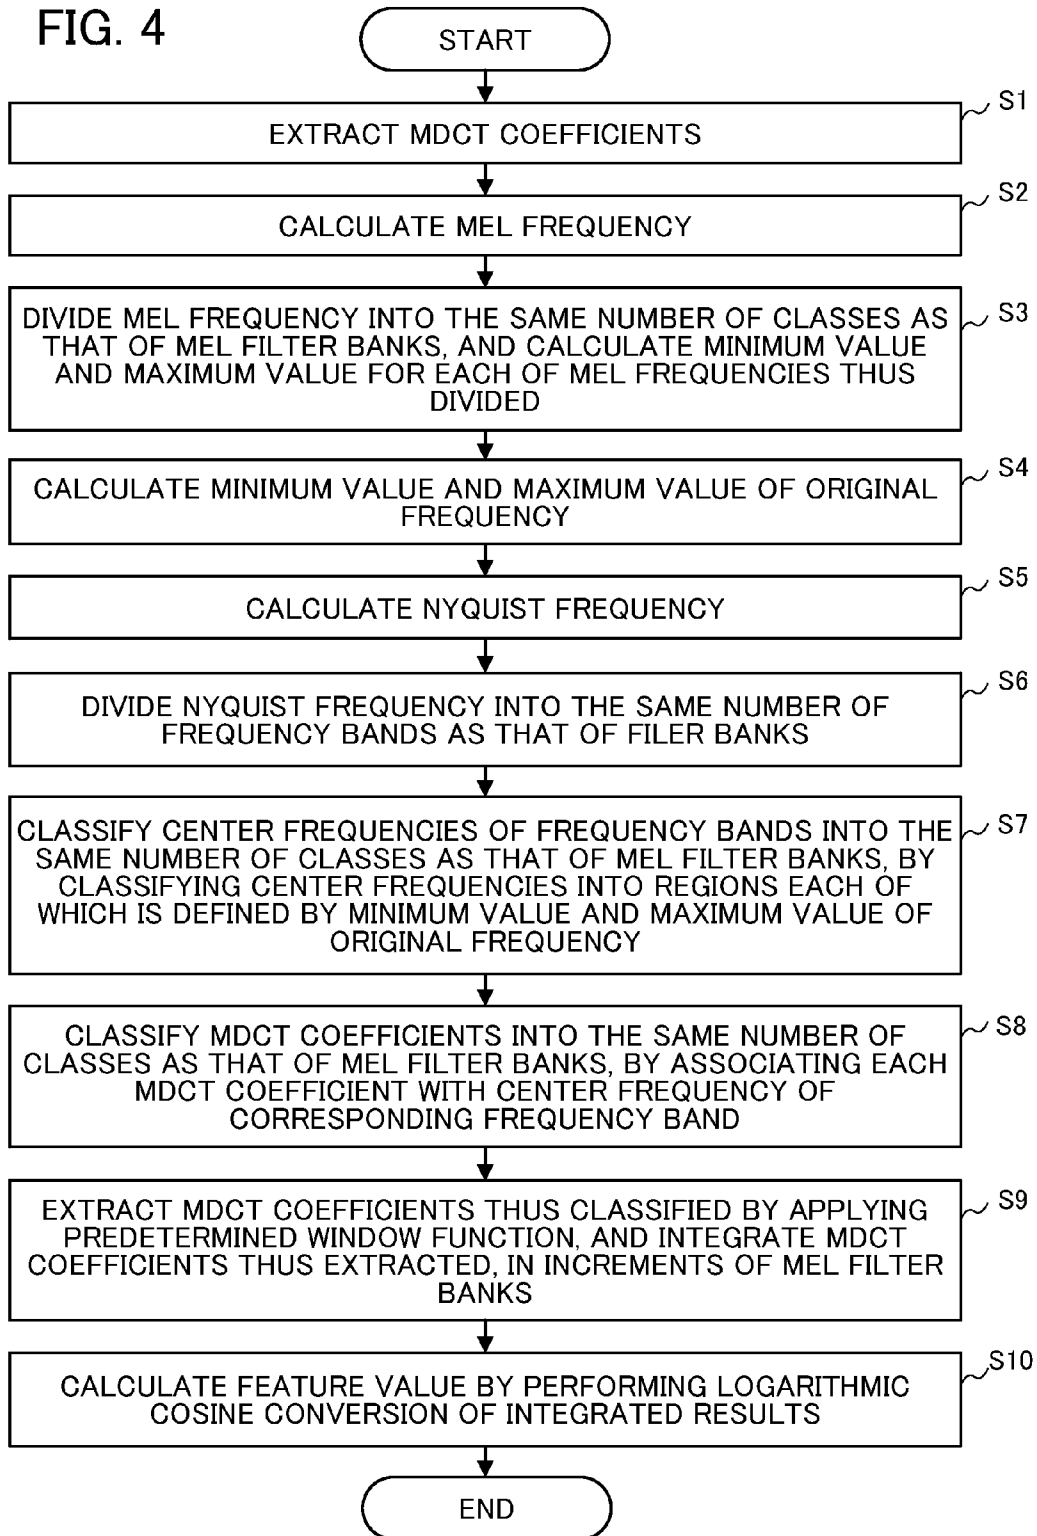 FIG. 4
START
S1
EXTRACT MDCT COEFFICIENTS
S2
CALCULATE MEL FREQUENCY
S3
DIVIDE MEL FREQUENCY INTO THE SAME NUMBER OF CLASSES AS
THAT OF MEL FILTER BANKS, AND CALCULATE MINIMUM VALUE
AND MAXIMUM VALUE FOR EACH OF MEL FREQUENCIES THUS
DIVIDED
S4
CALCULATE MINIMUM VALUE AND MAXIMUM VALUE OF ORIGINAL
FREQUENCY
S5
CALCULATE NYQUIST FREQUENCY
S6
DIVIDE NYQUIST FREQUENCY INTO THE SAME NUMBER OF
FREQUENCY BANDS AS THAT OF FILER BANKS
S7
CLASSIFY CENTER FREQUENCIES OF FREQUENCY BANDS INTO THE
SAME NUMBER OF CLASSES AS THAT OF MEL FILTER BANKS, BY
CLASSIFYING CENTER FREQUENCIES INTO REGIONS EACH OF
WHICH IS DEFINED BY MINIMUM VALUE AND MAXIMUM VALUE OF
ORIGINAL FREQUENCY
S8
CLASSIFY MDCT COEFFICIENTS INTO THE SAME NUMBER OF
CLASSES AS THAT OF MEL FILTER BANKS, BY ASSOCIATING EACH
MDCT COEFFICIENT WITH CENTER FREQUENCY OF
CORRESPONDING FREQUENCY BAND
S9
EXTRACT MDCT COEFFICIENTS THUS CLASSIFIED BY APPLYING
PREDETERMINED WINDOW FUNCTION, AND INTEGRATE MDCT
COEFFICIENTS THUS EXTRACTED, IN INCREMENTS OF MEL FILTER
BANKS
S10
CALCULATE FEATURE VALUE BY PERFORMING LOGARITHMIC
COSINE CONVERSION OF INTEGRATED RESULTS
END